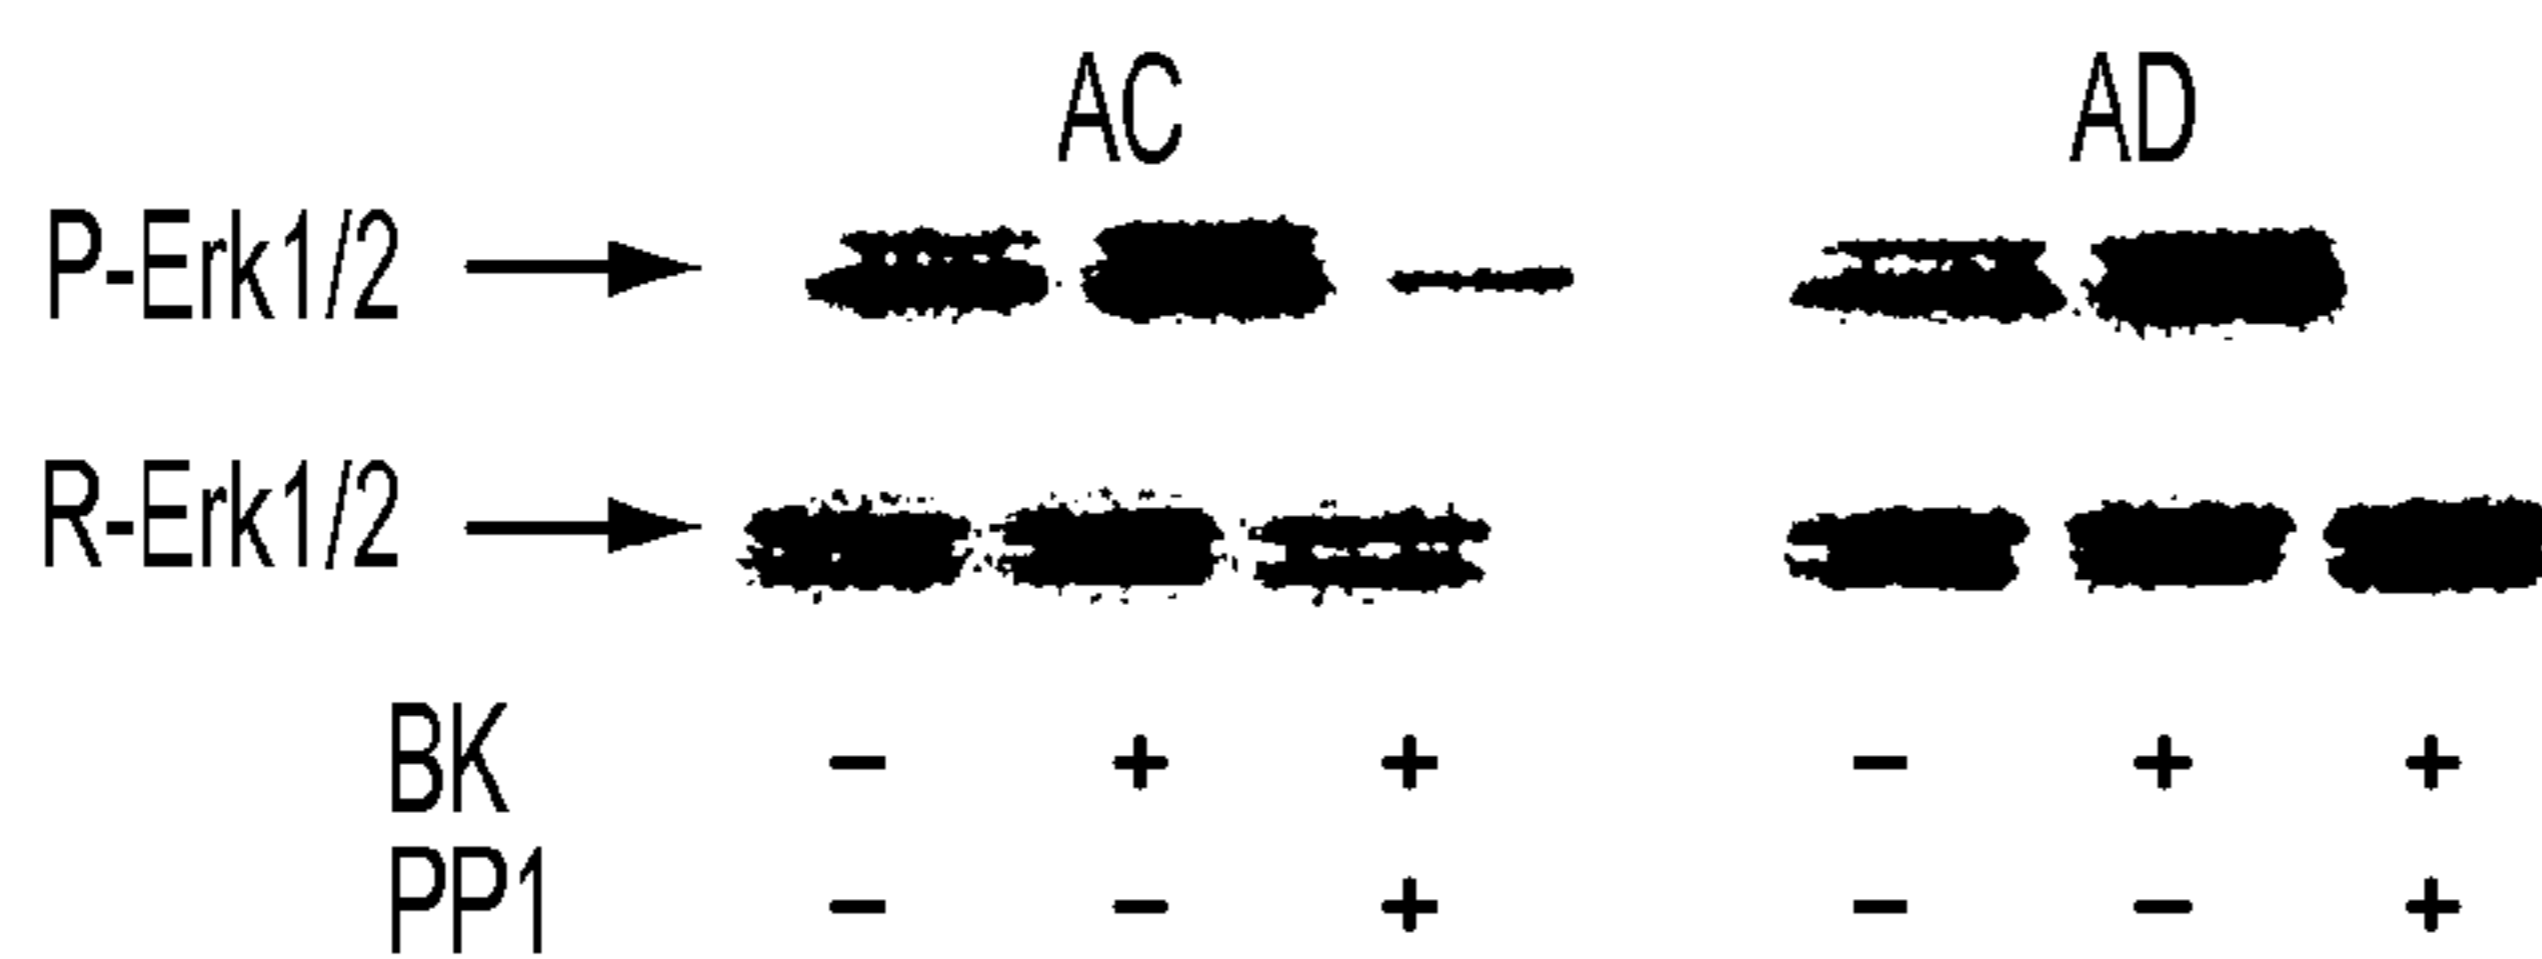 AC AD
P-Erk1/2
R-Erk1/2
BK − + + − + +
PP1 − − + − − +